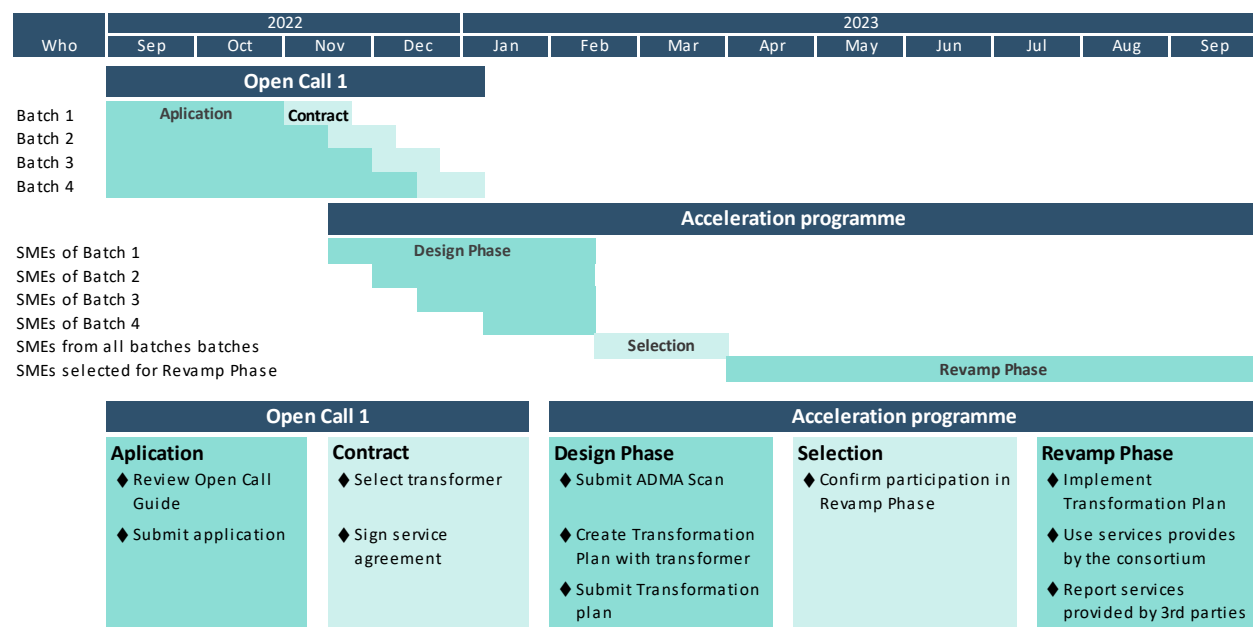 Who
2022
2023
Sep Oct Nov Dec Jan Feb Mar Apr May Jun Jul Aug Sep
Open Call 1
Batch 1
Aplication
Contract
Batch 2
Batch 3
Batch 4
Acceleration programme
SMEs of Batch 1
Design Phase
SMEs of Batch 2
SMEs of Batch 3
SMEs of Batch 4
SMEs from all batches batches
Selection
SMEs selected for Revamp Phase
Revamp Phase
Open Call 1
Aplication
♦ Review Open Call
Guide
♦ Submit application
Contract
♦ Select transformer
♦ Sign service
agreement
Acceleration programme
Design Phase
♦ Submit ADMA Scan
♦ Create Transformation
Plan with transformer
♦ Submit Transformation
plan
Selection
♦ Confirm participation in
Revamp Phase
Revamp Phase
♦ Implement
Transformation Plan
♦ Use services provides
by the consortium
♦ Report services
provided by 3rd parties